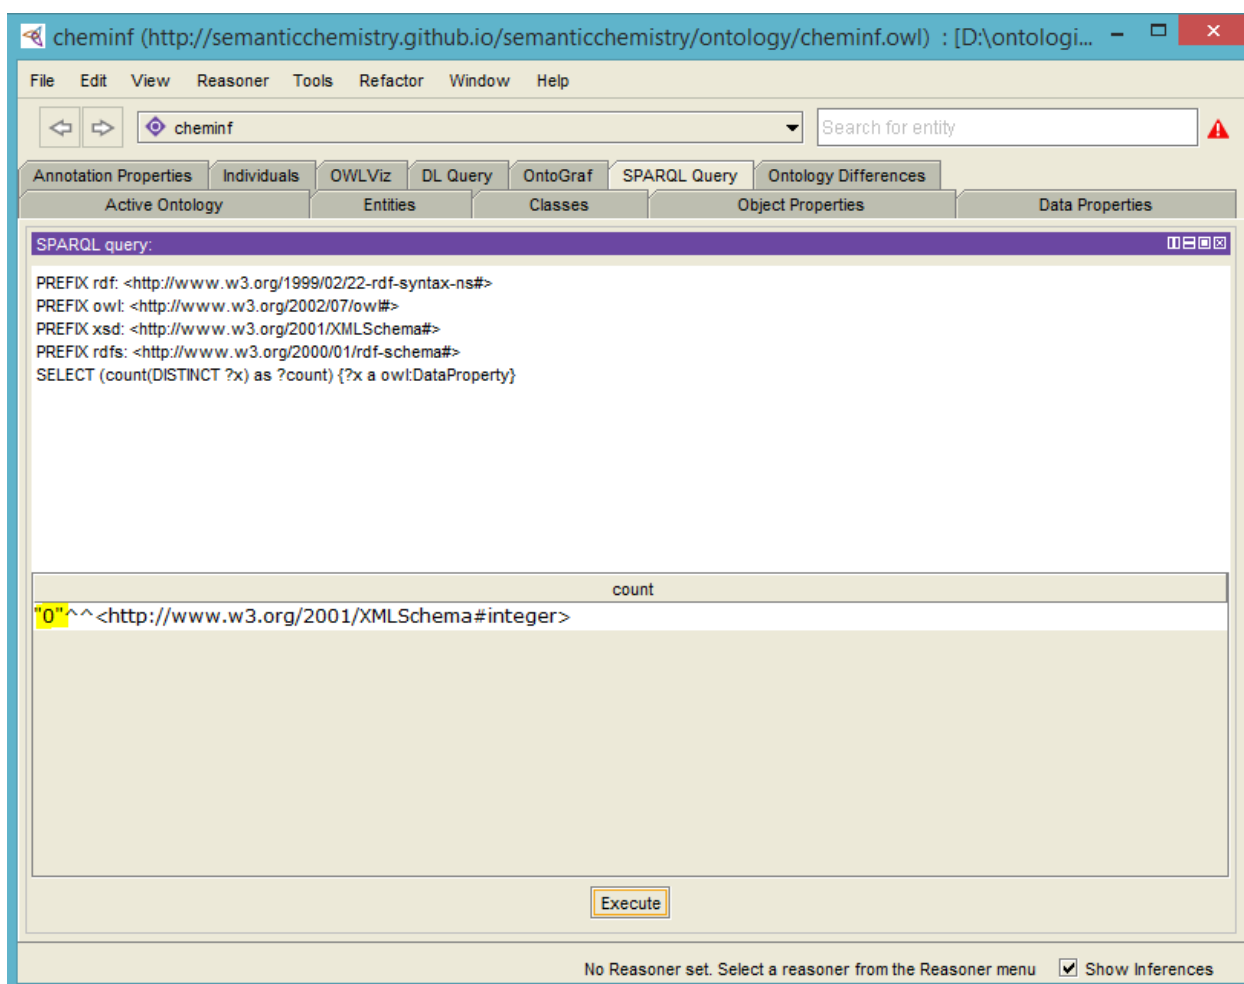 cheminf (http://semanticchemistry.github.io/semanticchemistry/ontology/cheminf.owl) : [D:\ontologi...
File Edit View Reasoner Tools Refactor Window Help
cheminf Search for entity
Annotation Properties Individuals OWLViz DL Query OntoGraf SPARQL Query Ontology Differences
Active Ontology Entities Classes Object Properties Data Properties
SPARQL query:
PREFIX rdf: <http://www.w3.org/1999/02/22-rdf-syntax-ns#>
PREFIX owl: <http://www.w3.org/2002/07/owl#>
PREFIX xsd: <http://www.w3.org/2001/XMLSchema#>
PREFIX rdfs: <http://www.w3.org/2000/01/rdf-schema#>
SELECT (count(DISTINCT ?x) as ?count) {?x a owl:DataProperty}
count
"0"^^<http://www.w3.org/2001/XMLSchema#integer>
Execute
No Reasoner set. Select a reasoner from the Reasoner menu Show Inferences